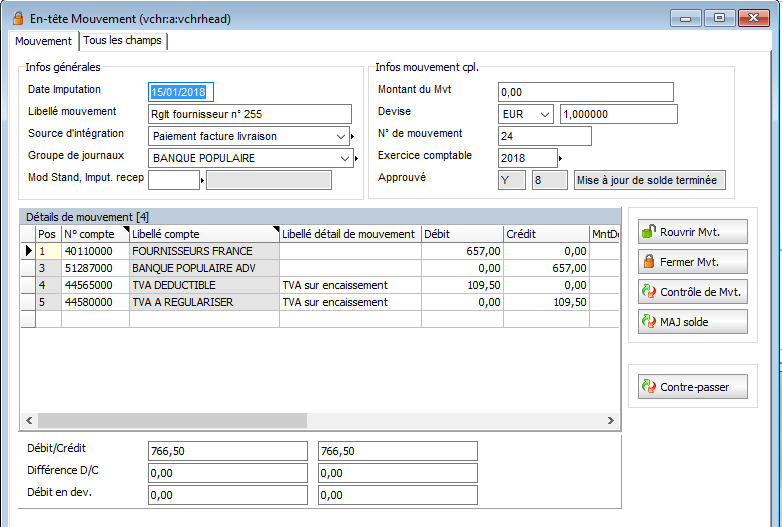 En-tête Mouvement (vchr:a:vchrhead)
Mouvement Tous les champs
Infos générales
Date Imputation 15/01/2018
Libellé mouvement Rglt fournisseur n° 255
Source d'intégration Paiement facture livraison
Groupe de journaux BANQUE POPULAIRE
Mod Stand, Imput. recep
Infos mouvement cpl.
Montant du Mvt 0,00
Devise EUR 1,000000
N° de mouvement 24
Exercice comptable 2018
Approuvé Y 8 Mise à jour de solde terminée
Détails de mouvement [4]
Pos N° compte Libellé compte Libellé détail de mouvement Débit Crédit MntDe
1 40110000 FOURNISSEURS FRANCE 657,00 0,00
3 51287000 BANQUE POPULAIRE ADV 0,00 657,00
4 44565000 TVA DEDUCTIBLE TVA sur encaissement 109,50 0,00
5 44580000 TVA A REGULARISER TVA sur encaissement 0,00 109,50
Rouvrir Mvt.
Fermer Mvt.
Contrôle de Mvt.
MAJ solde
Contre-passer
Débit/Crédit 766,50 766,50
Différence D/C 0,00 0,00
Débit en dev. 0,00 0,00